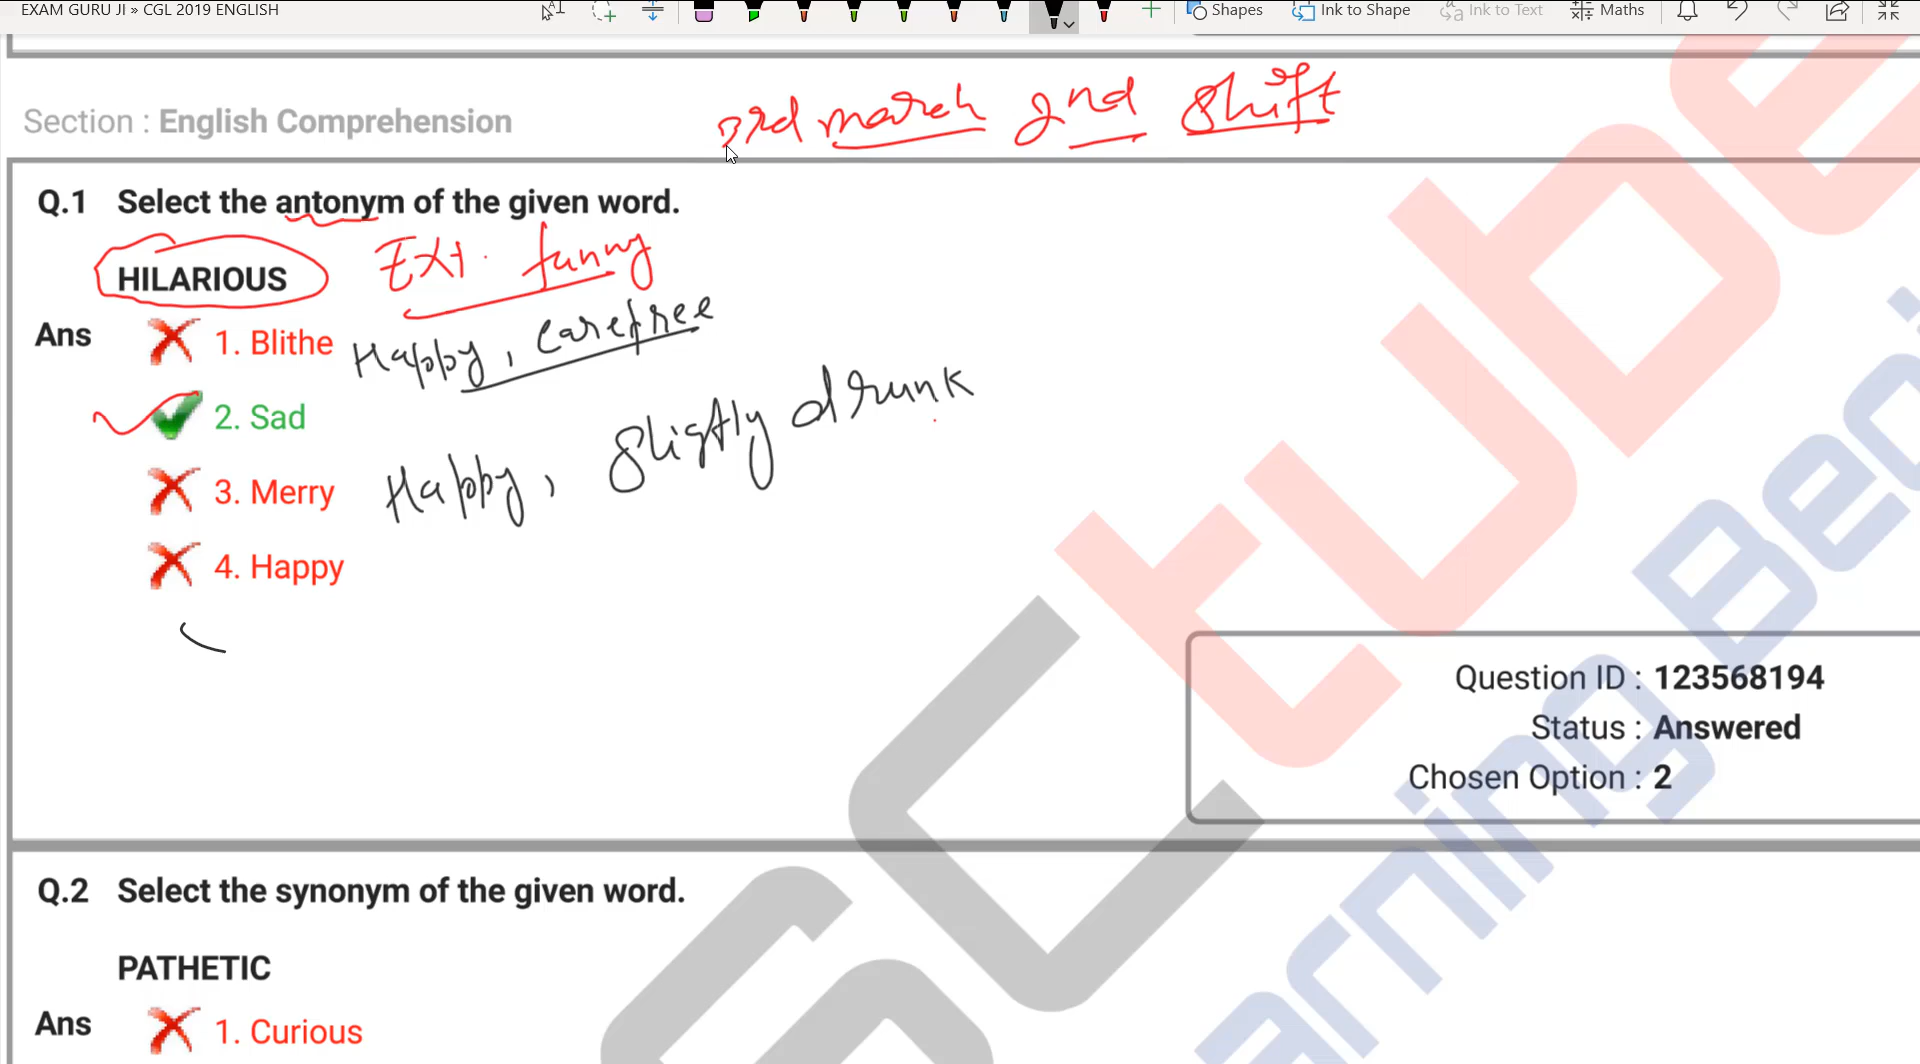 EXAM GURU JI » CGL 2019 ENGLISH
Shapes Ink to Shape Ink to Text Maths
Section : English Comprehension
3rd march 2nd Shift
Q.1 Select the antonym of the given word.
HILARIOUS Ext. funny
Ans 1. Blithe Happy, Carefree
2. Sad
3. Merry Happy, Sligtly drunk
4. Happy
Question ID : 123568194
Status : Answered
Chosen Option : 2
Q.2 Select the synonym of the given word.
PATHETIC
Ans 1. Curious